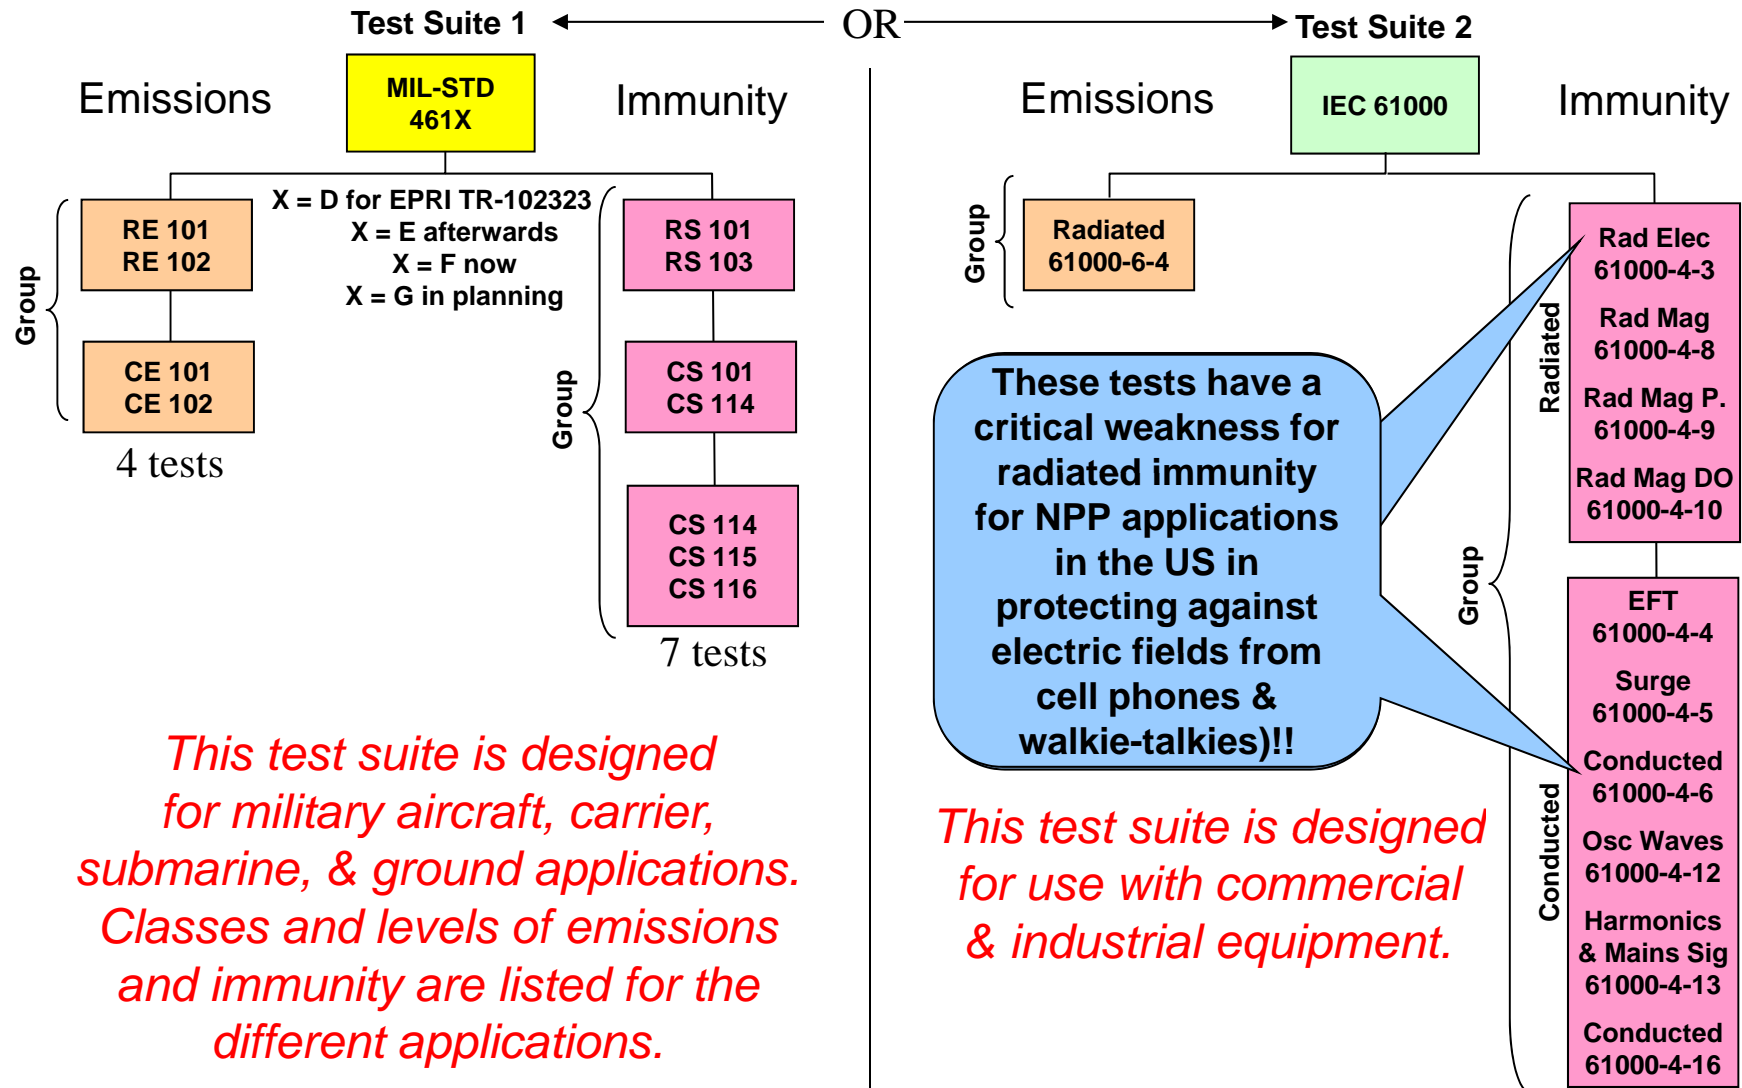 Test Suite 1
OR
Test Suite 2
Emissions
MIL-STD
461X
Immunity
X = D for EPRI TR-102323
X = E afterwards
X = F now
X = G in planning
Group
RE 101
RE 102
CE 101
CE 102
4 tests
Group
RS 101
RS 103
CS 101
CS 114
CS 114
CS 115
CS 116
7 tests
This test suite is designed
for military aircraft, carrier,
submarine, & ground applications.
Classes and levels of emissions
and immunity are listed for the
different applications.
Emissions
IEC 61000
Immunity
Group
Radiated
61000-6-4
These tests have a
critical weakness for
radiated immunity
for NPP applications
in the US in
protecting against
electric fields from
cell phones &
walkie-talkies)!!
This test suite is designed
for use with commercial
& industrial equipment.
Group
Radiated
Rad Elec
61000-4-3
Rad Mag
61000-4-8
Rad Mag P.
61000-4-9
Rad Mag DO
61000-4-10
Conducted
EFT
61000-4-4
Surge
61000-4-5
Conducted
61000-4-6
Osc Waves
61000-4-12
Harmonics
& Mains Sig
61000-4-13
Conducted
61000-4-16